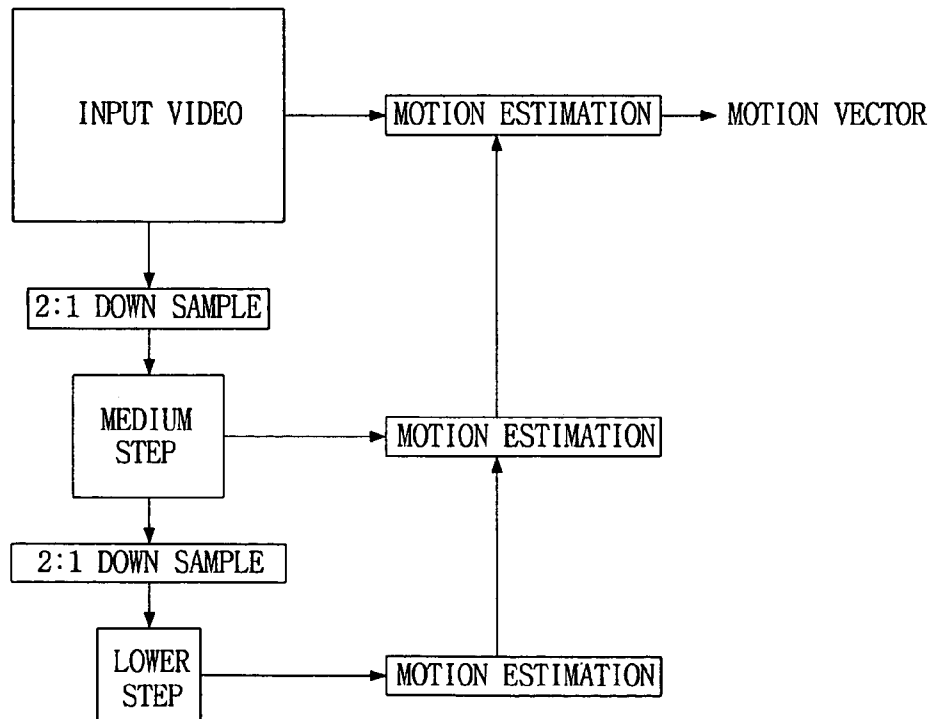 INPUT VIDEO
MOTION ESTIMATION
MOTION VECTOR
2:1 DOWN SAMPLE
MEDIUM
STEP
MOTION ESTIMATION
2:1 DOWN SAMPLE
LOWER
STEP
MOTION ESTIMATION